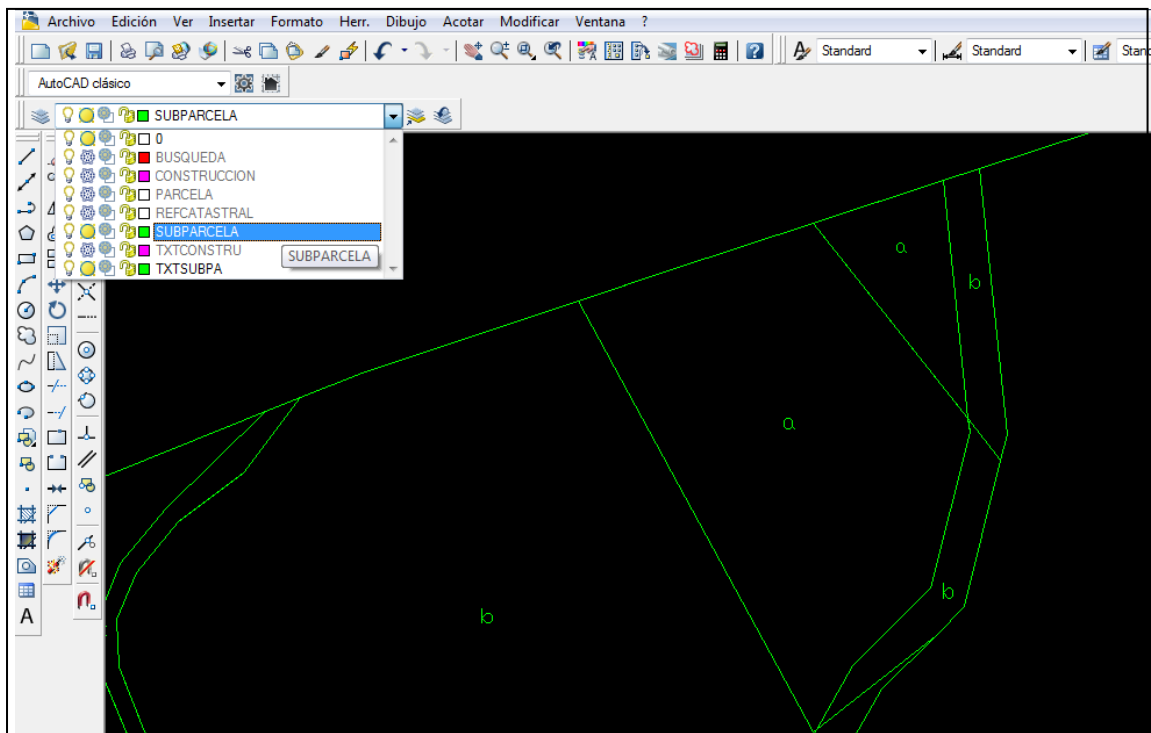 Archivo Edición Ver Insertar Formato Herr. Dibujo Acotar Modificar Ventana ?
Standard Standard Stan
AutoCAD clásico
SUBPARCELA
0
BUSQUEDA
CONSTRUCCION
PARCELA
REFCATASTRAL
SUBPARCELA
TXTCONSTRU
SUBPARCELA
TXTSUBPA
a
b
a
b
b
A